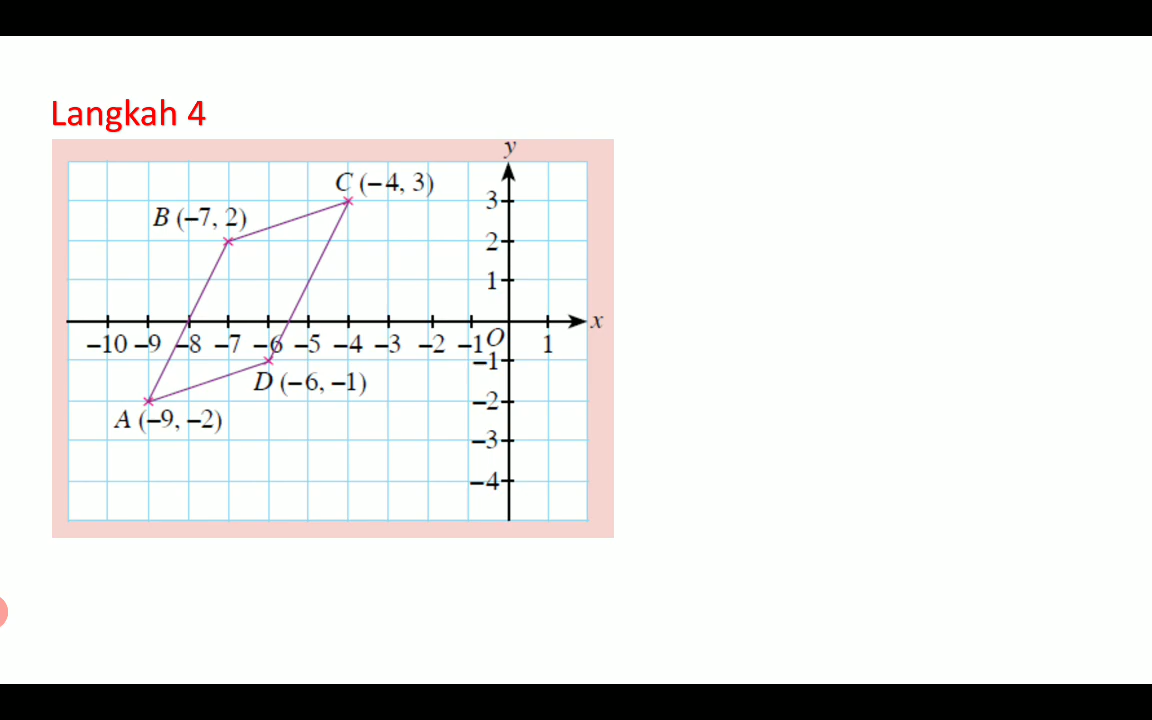 Langkah 4
y
C (−4, 3)
3
B (−7, 2)
2
1
x
−10 −9 −8 −7 −6 −5 −4 −3 −2 −1 O 1
−1
D (−6, −1)
−2
A (−9, −2)
−3
−4